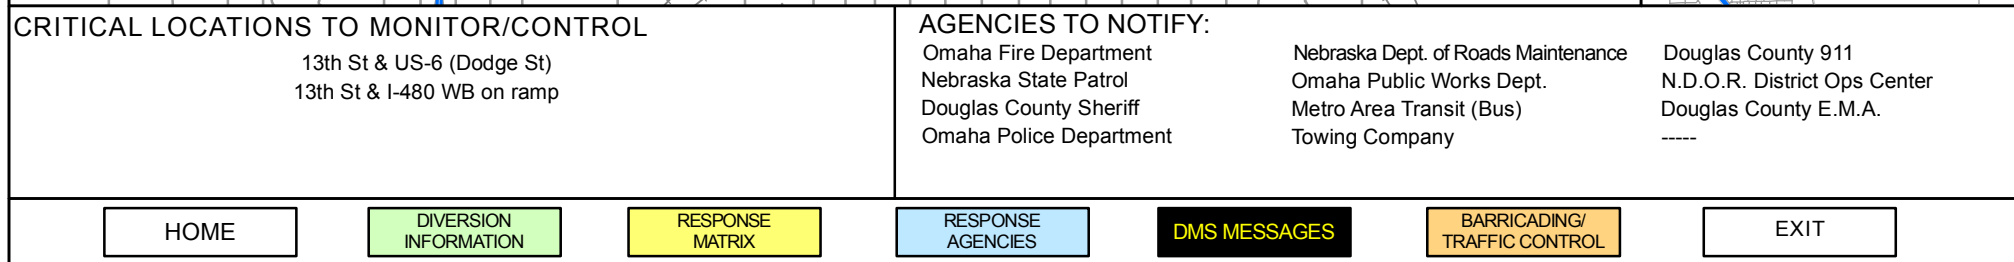 CRITICAL LOCATIONS TO MONITOR/CONTROL
13th St & US-6 (Dodge St)
13th St & I-480 WB on ramp
AGENCIES TO NOTIFY:
Omaha Fire Department
Nebraska State Patrol
Douglas County Sheriff
Omaha Police Department
Nebraska Dept. of Roads Maintenance
Omaha Public Works Dept.
Metro Area Transit (Bus)
Towing Company
Douglas County 911
N.D.O.R. District Ops Center
Douglas County E.M.A.
-----
HOME
DIVERSION
INFORMATION
RESPONSE
MATRIX
RESPONSE
AGENCIES
DMS MESSAGES
BARRICADING/
TRAFFIC CONTROL
EXIT